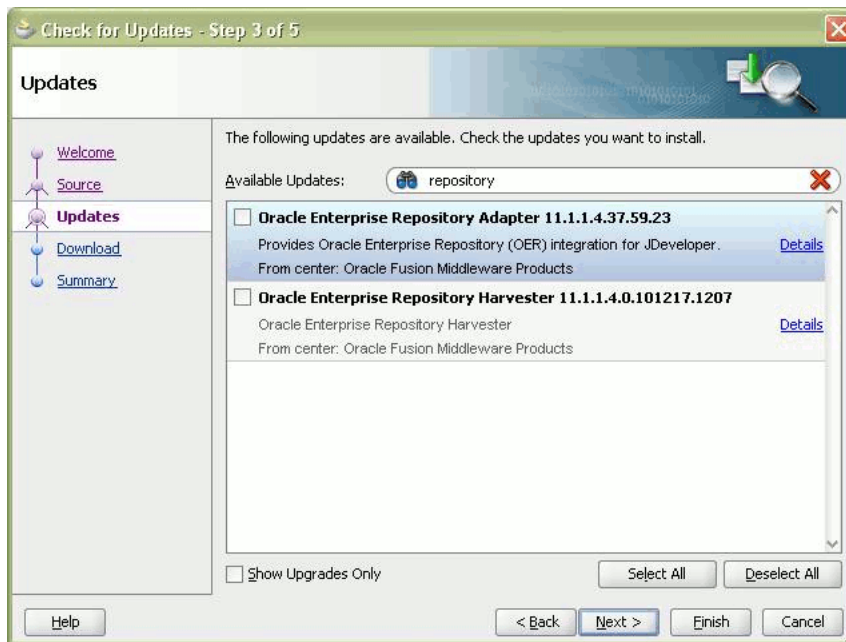 Check for Updates - Step 3 of 5
Updates
Welcome
Source
Updates
Download
Summary
The following updates are available. Check the updates you want to install.
Available Updates: repository
Oracle Enterprise Repository Adapter 11.1.1.4.37.59.23
Provides Oracle Enterprise Repository (OER) integration for JDeveloper. Details
From center: Oracle Fusion Middleware Products
Oracle Enterprise Repository Harvester 11.1.1.4.0.101217.1207
Oracle Enterprise Repository Harvester Details
From center: Oracle Fusion Middleware Products
Show Upgrades Only Select All Deselect All
Help < Back Next > Finish Cancel